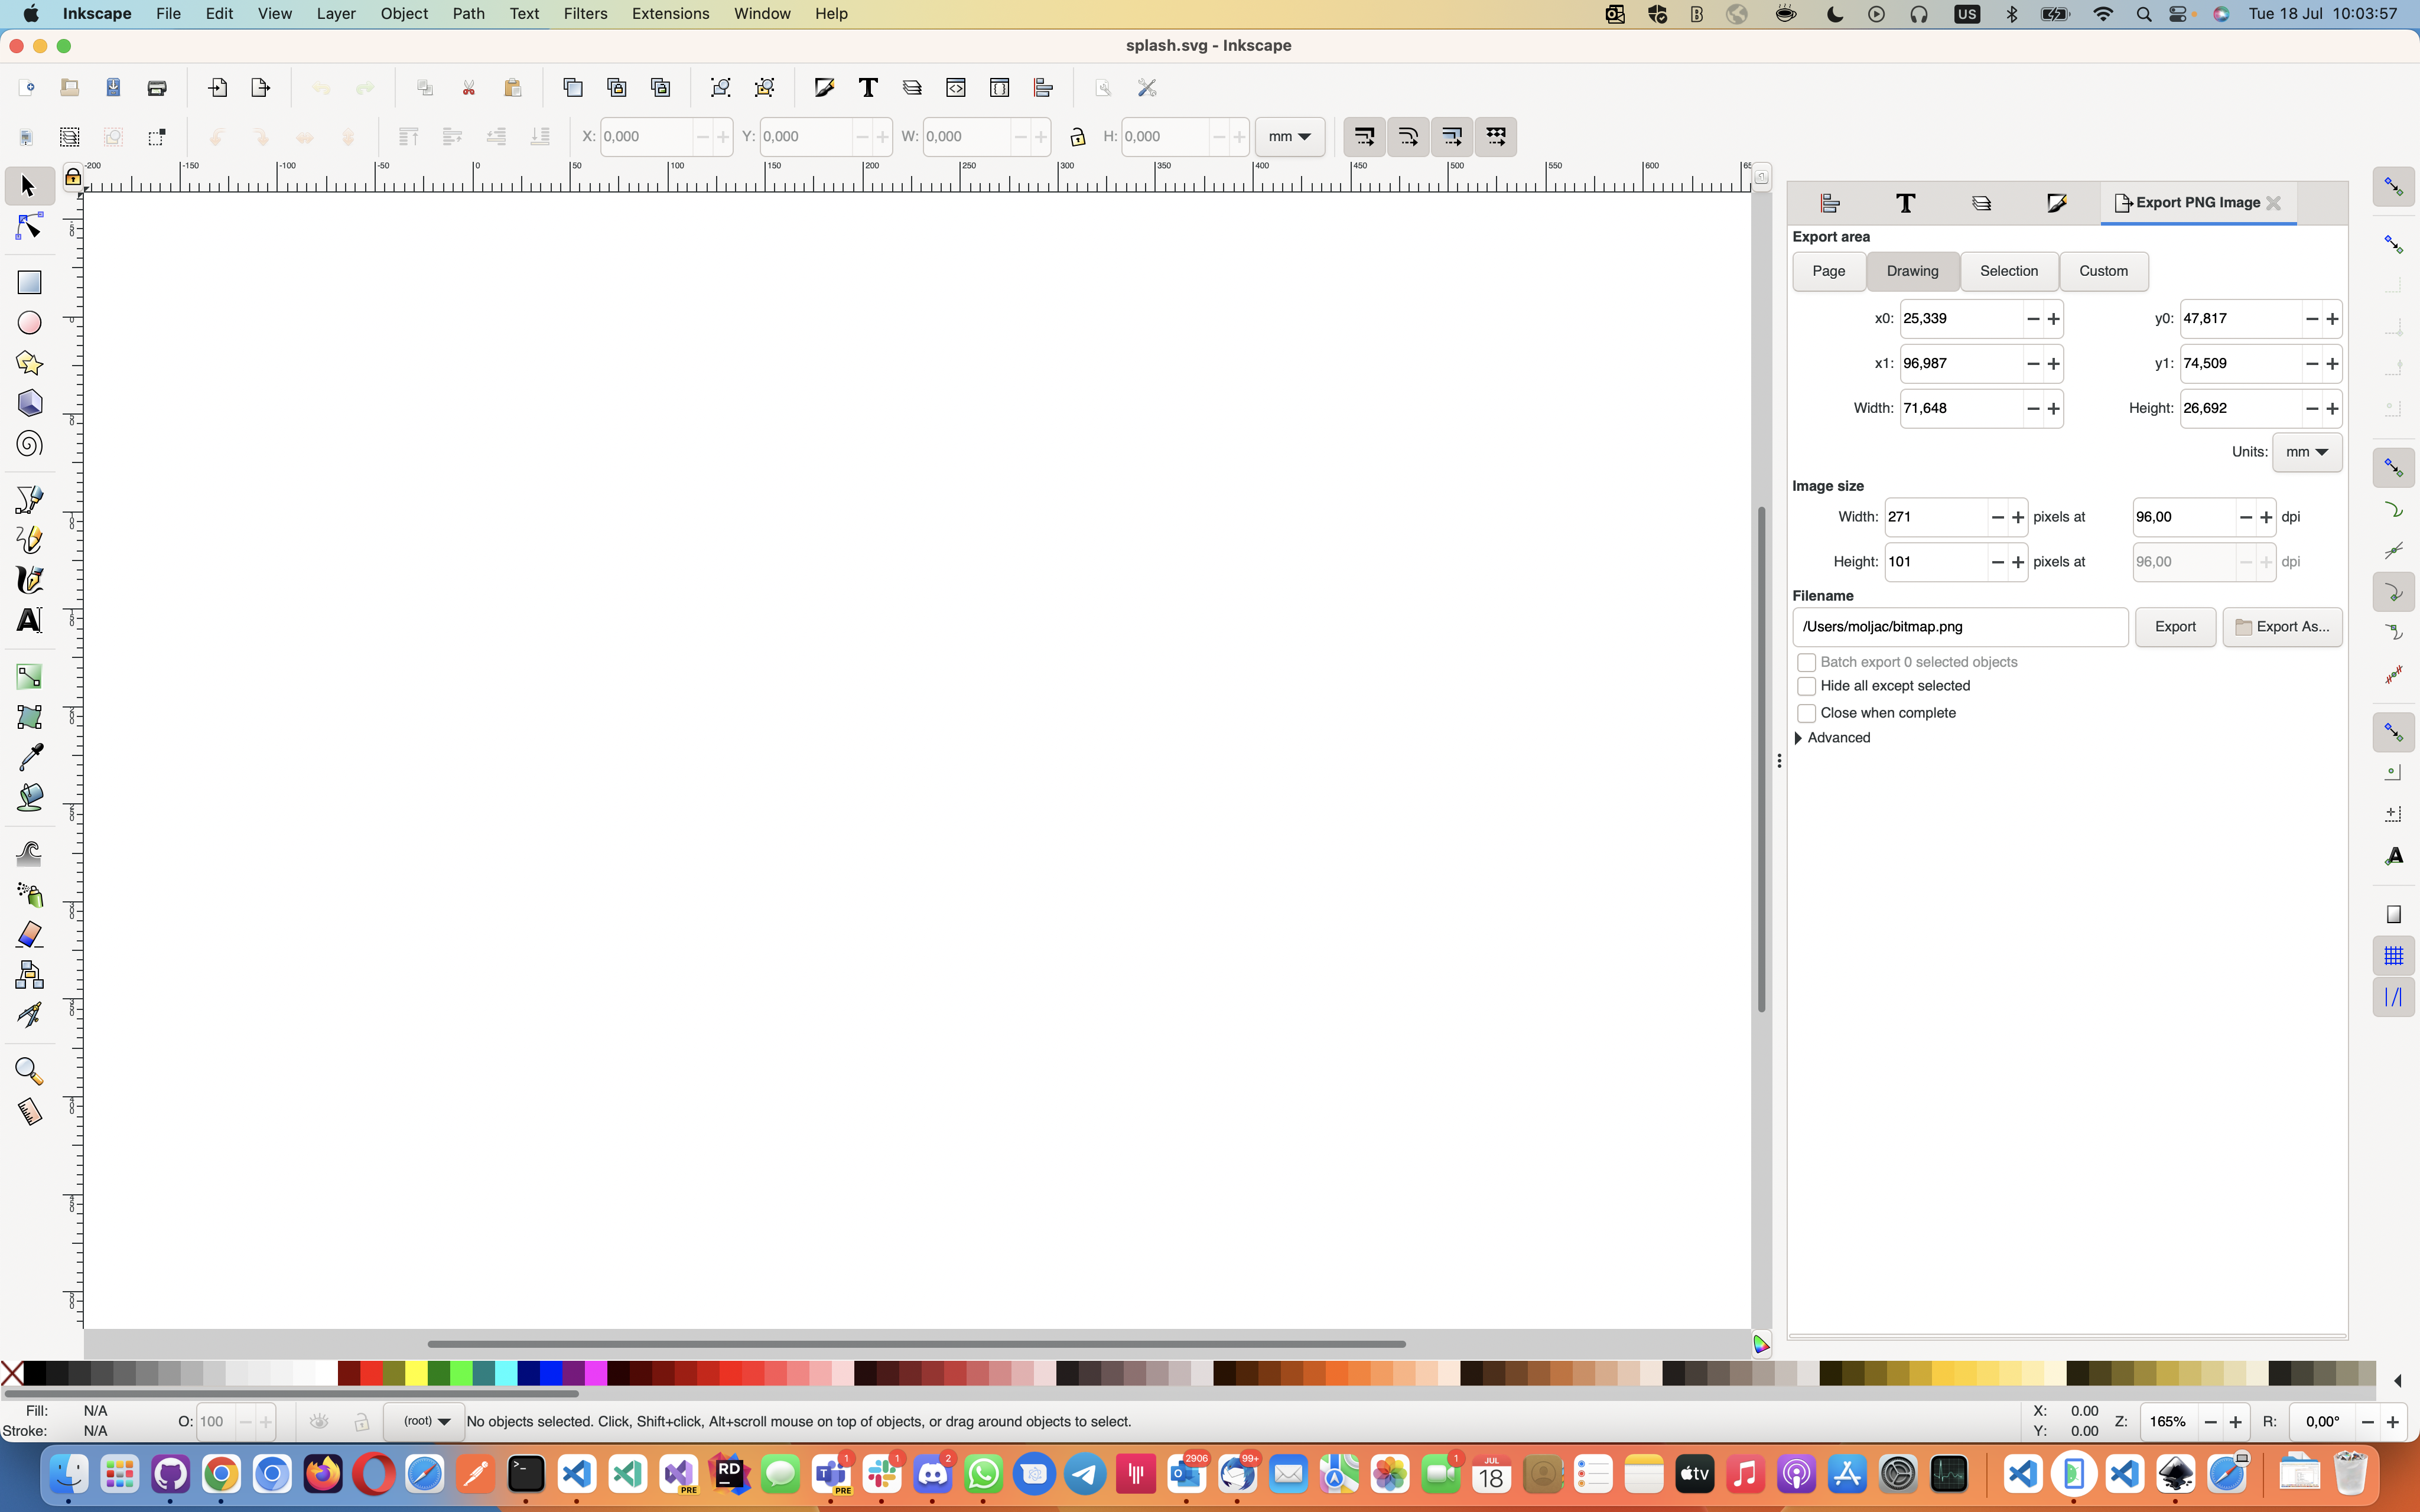 Inkscape File Edit View Layer Object Path Text Filters Extensions Window Help US Tue 18 Jul 10:03:57
splash.svg - Inkscape
X: 0,000 Y: 0,000 W: 0,000 H: 0,000 mm
-200 -150 -100 -50 0 50 100 150 200 250 300 350 400 450 500 550 600
Export PNG Image
Export area
Page Drawing Selection Custom
x0: 25,339 y0: 47,817
x1: 96,987 y1: 74,509
Width: 71,648 Height: 26,692
Units: mm
Image size
Width: 271 pixels at 96,00 dpi
Height: 101 pixels at 96,00 dpi
Filename
/Users/moljac/bitmap.png Export Export As...
Batch export 0 selected objects
Hide all except selected
Close when complete
Advanced
Fill: N/A
Stroke: N/A
O: 100 (root) No objects selected. Click, Shift+click, Alt+scroll mouse on top of objects, or drag around objects to select.
X: 0.00
Y: 0.00
Z: 165% R: 0,00°
PRE RD 1 PRE 1 2 2906 99+ 1 JUL 18 tv